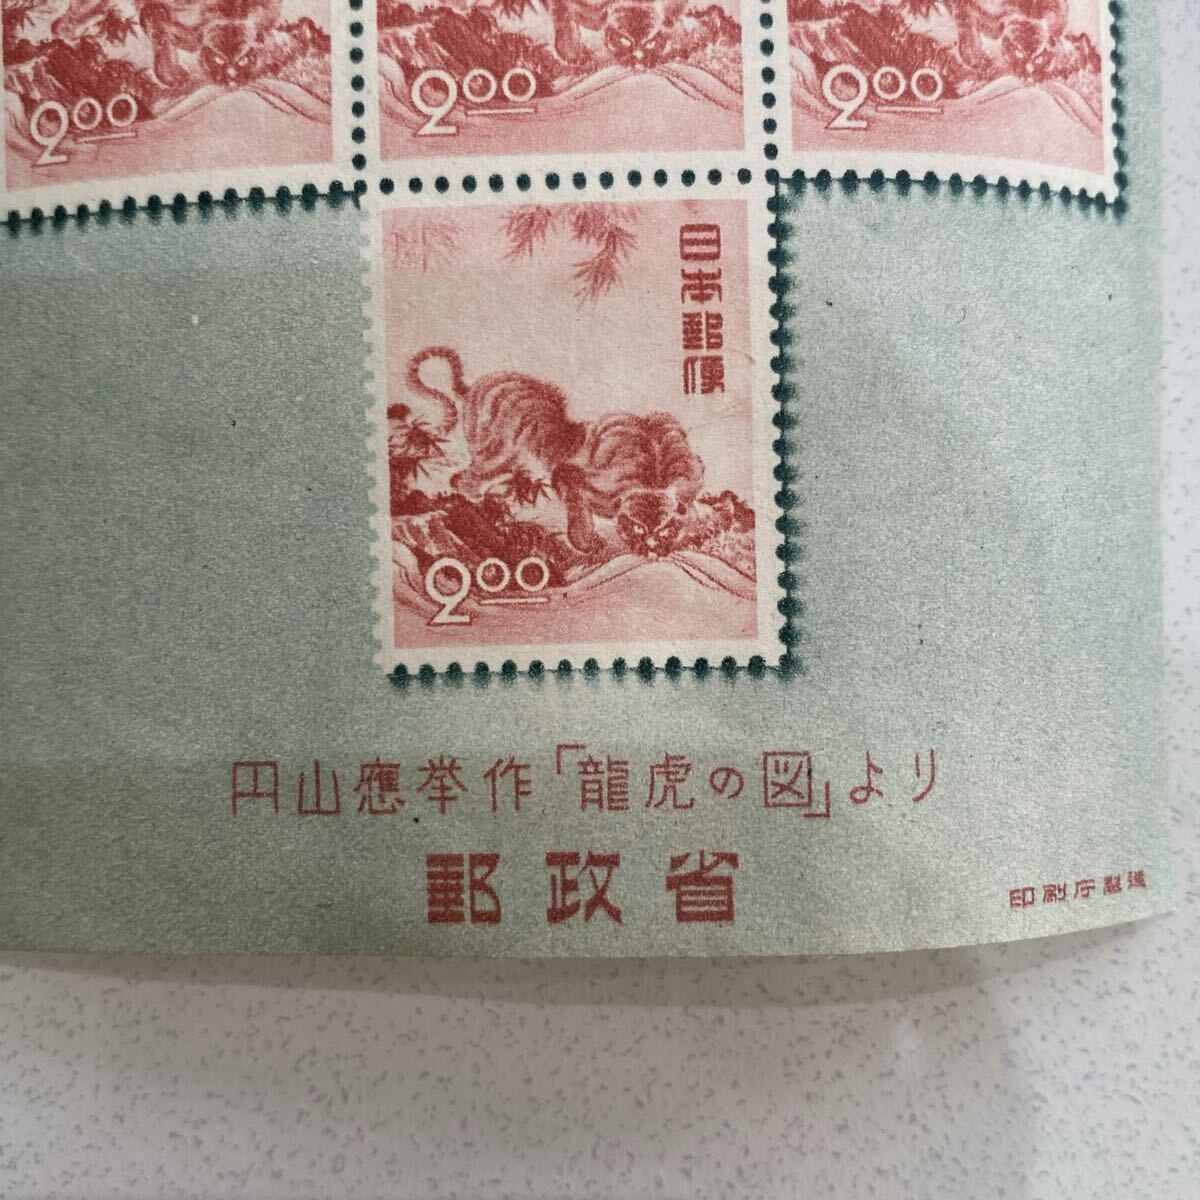 2.00 2.00 2.00
日本郵便
2.00
円山應挙作「龍虎の図」より
郵政省
印刷庁製造